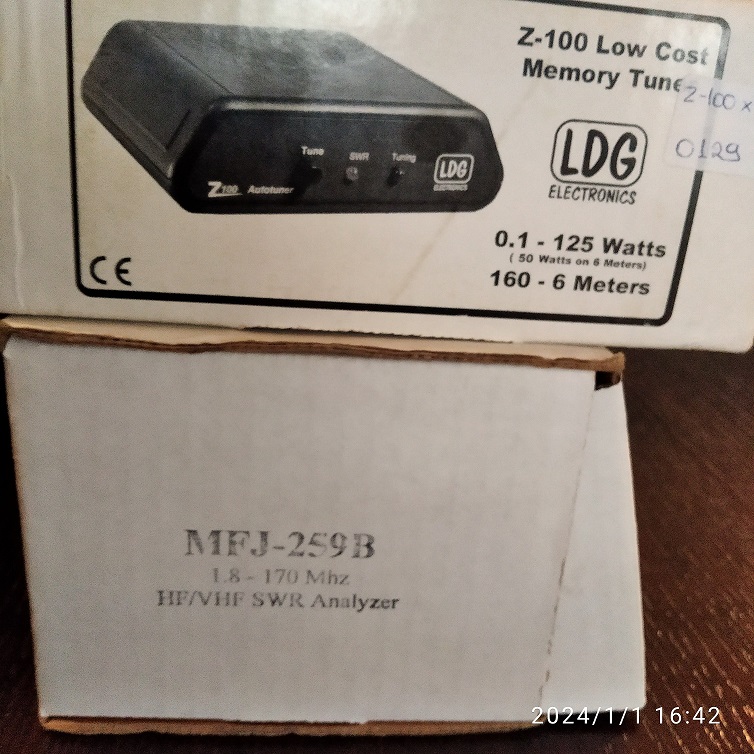 Z-100 Low Cost
Memory Tune
Z-100 x
0129
Tune SWR Tuning
LDG
ELECTRONICS
Z100 Autotuner
LDG
ELECTRONICS
0.1 - 125 Watts
( 50 Watts on 6 Meters)
160 - 6 Meters
CE
MFJ-259B
1.8 - 170 Mhz
HF/VHF SWR Analyzer
2024/1/1 16:42